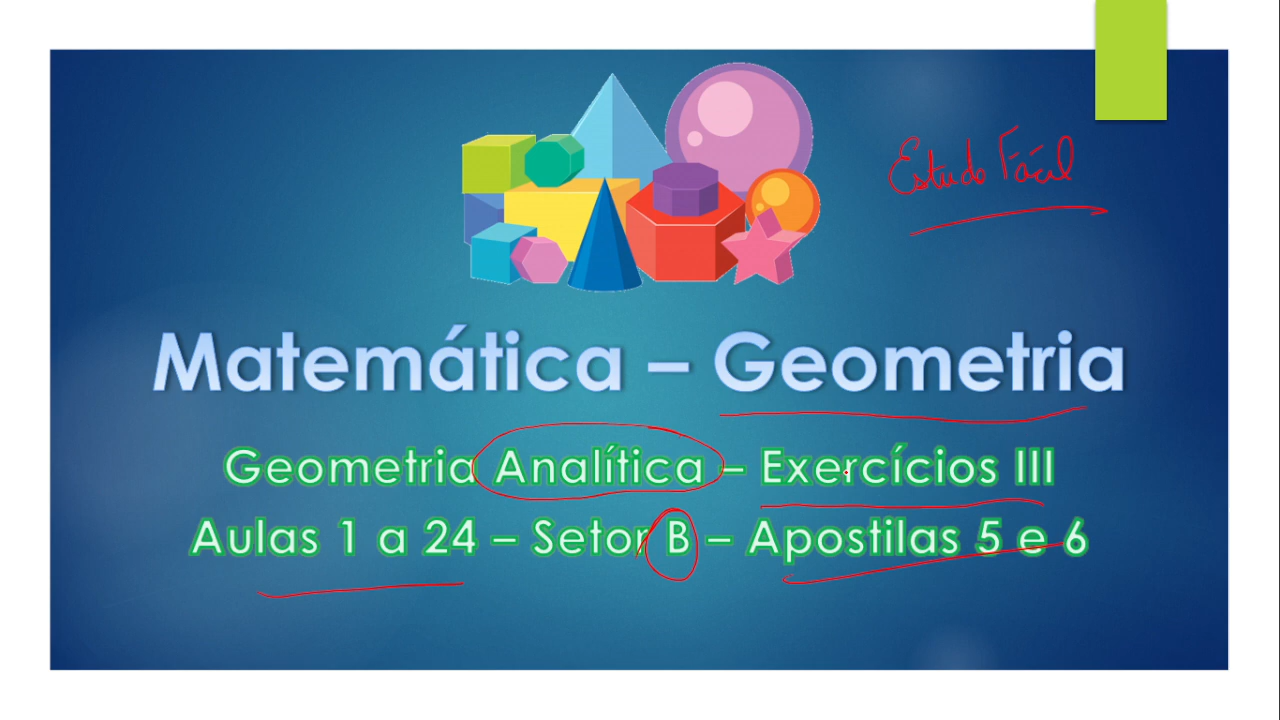 Estudo Fácil
Matemática – Geometria
Geometria Analítica – Exercícios III
Aulas 1 a 24 – Setor B – Apostilas 5 e 6